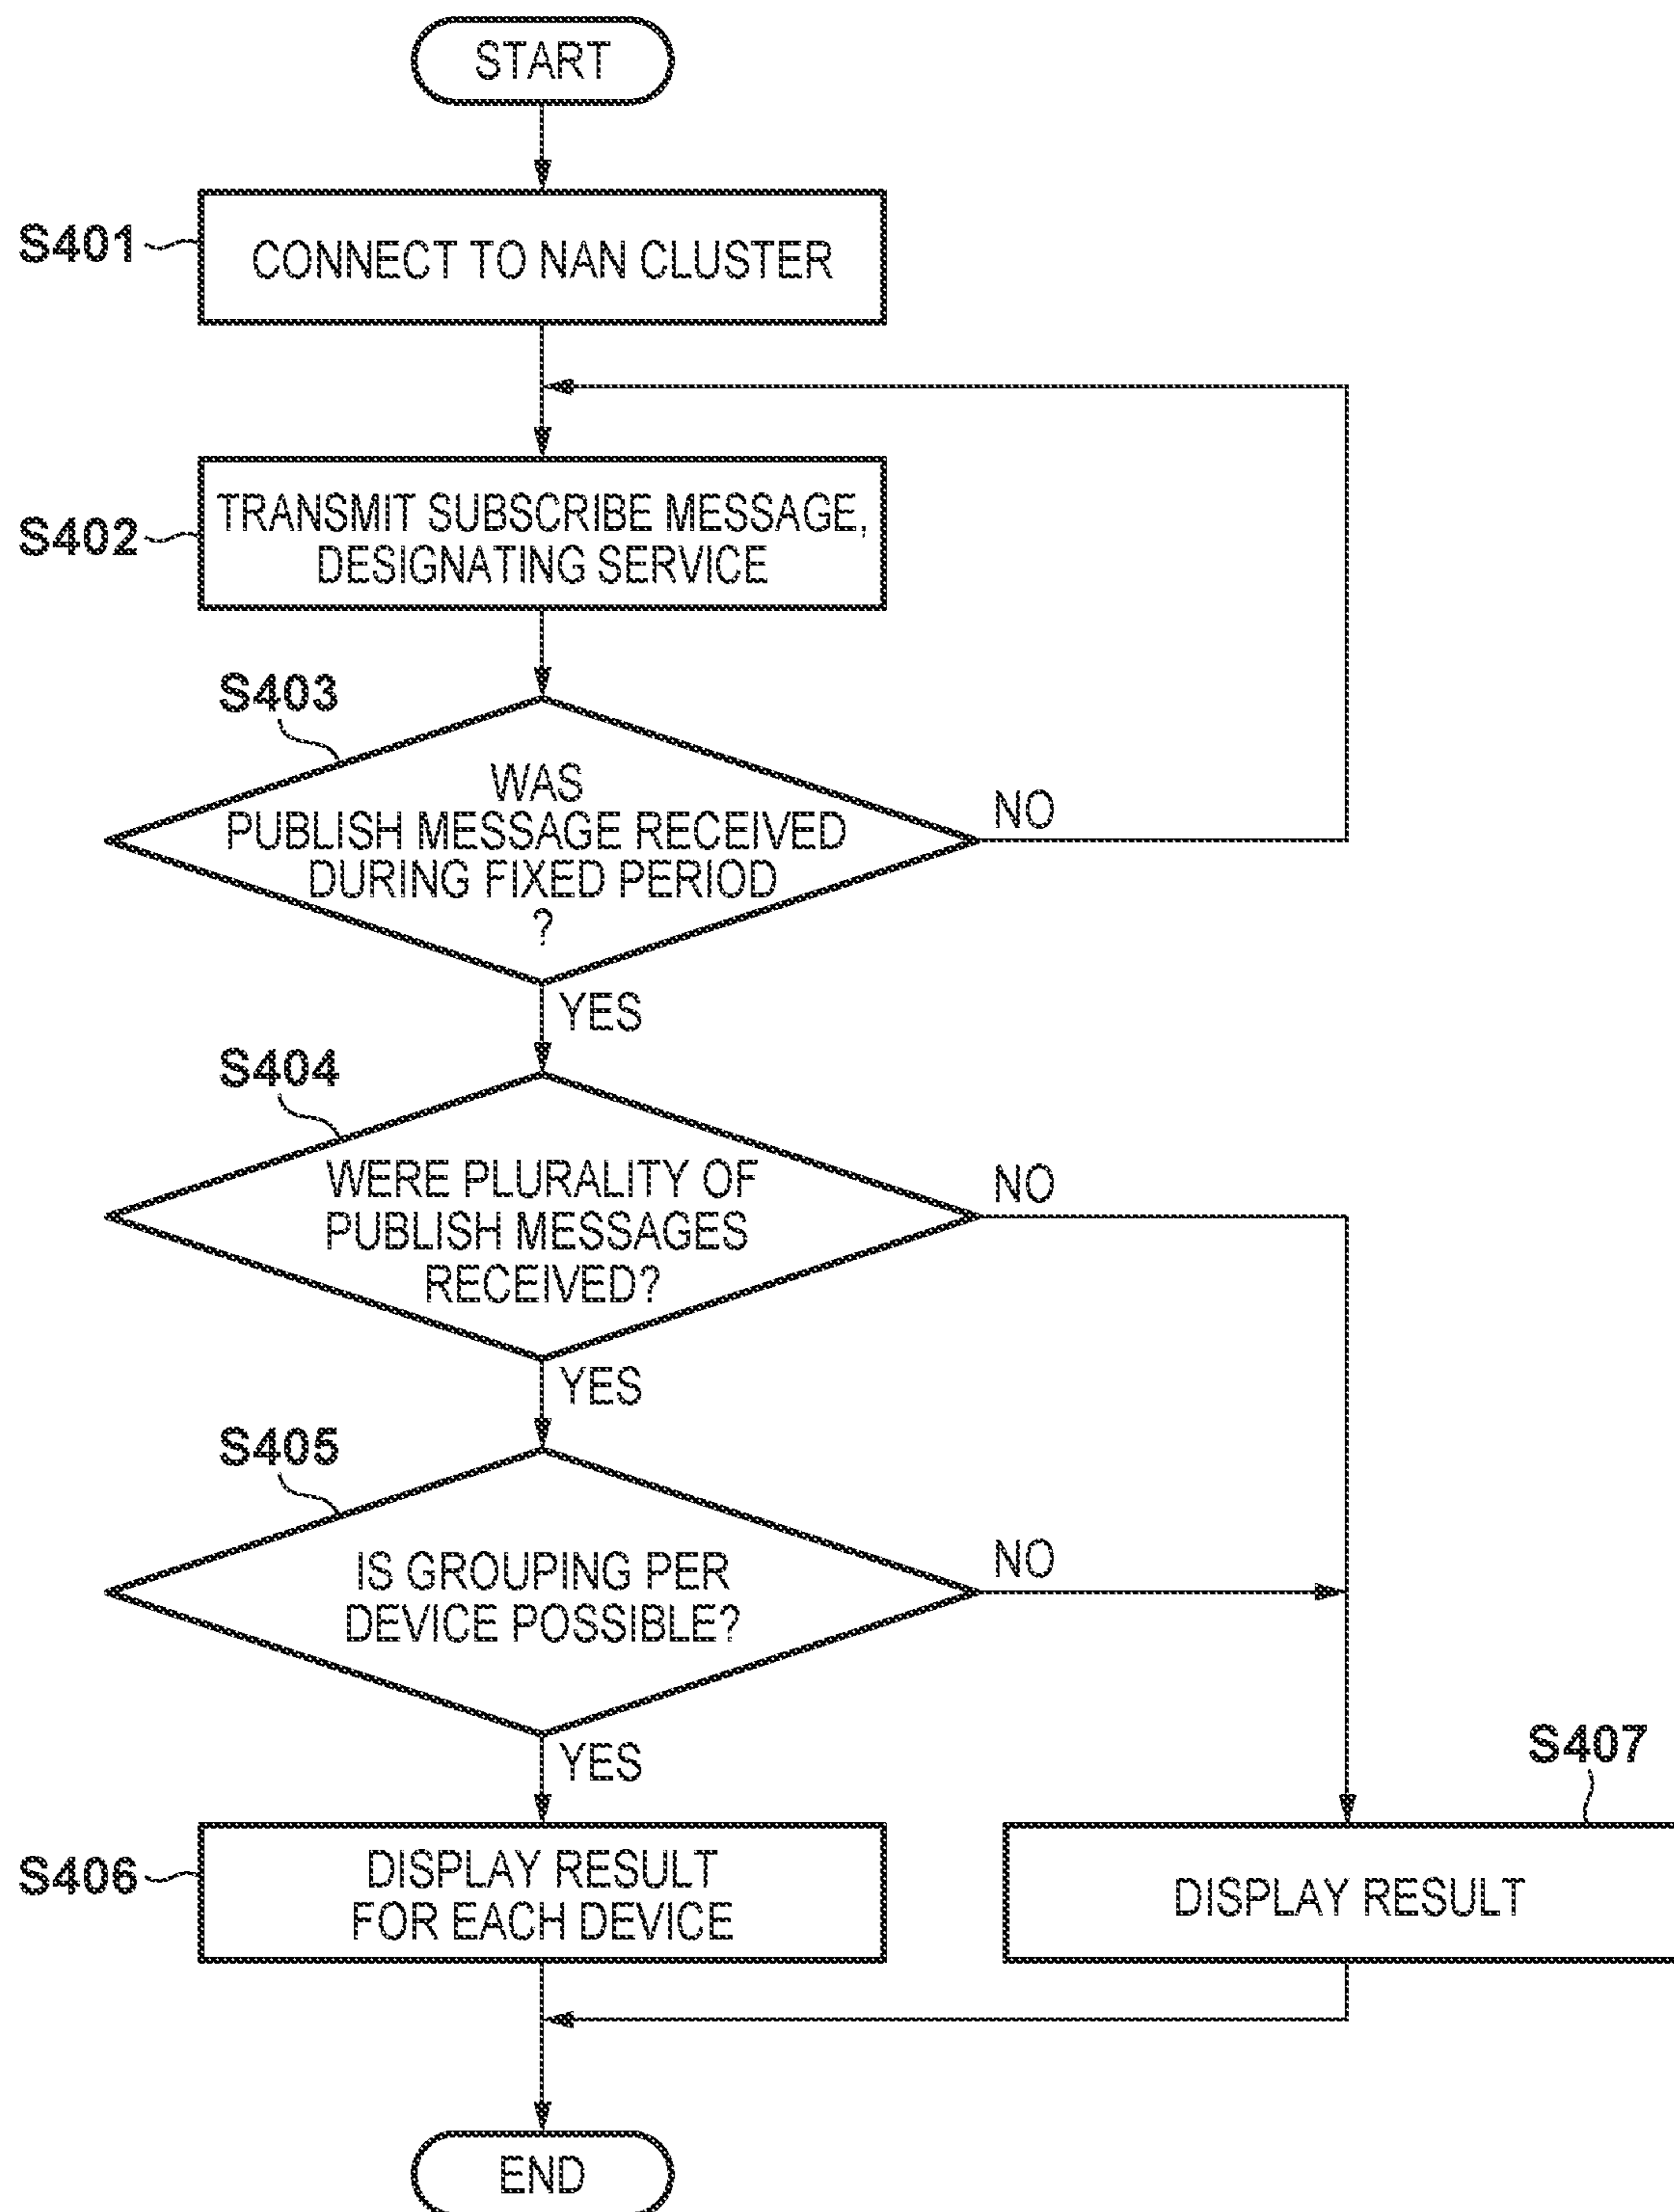 START
S401
CONNECT TO NAN CLUSTER
S402
TRANSMIT SUBSCRIBE MESSAGE,
DESIGNATING SERVICE
S403
WAS
PUBLISH MESSAGE RECEIVED
DURING FIXED PERIOD
?
NO
YES
S404
WERE PLURALITY OF
PUBLISH MESSAGES
RECEIVED?
NO
YES
S405
IS GROUPING PER
DEVICE POSSIBLE?
NO
YES
S406
DISPLAY RESULT
FOR EACH DEVICE
S407
DISPLAY RESULT
END